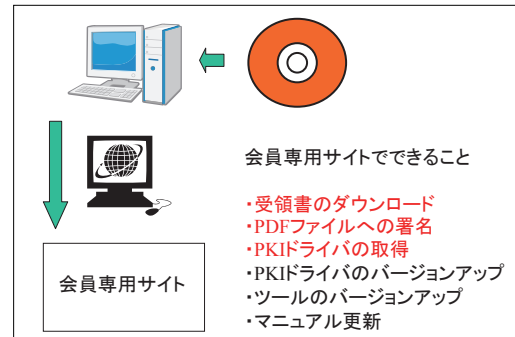 会員専用サイトでできること
・受領書のダウンロード
・PDFファイルへの署名
・PKIドライバの取得
・PKIドライバのバージョンアップ
・ツールのバージョンアップ
・マニュアル更新
会員専用サイト